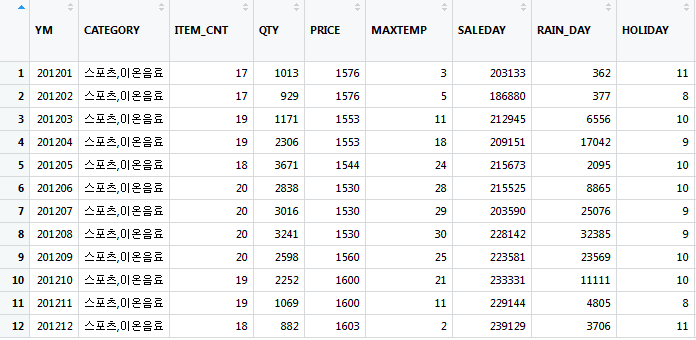 YM CATEGORY ITEM_CNT QTY PRICE MAXTEMP SALEDAY RAIN_DAY HOLIDAY
1 201201 스포츠,이온음료 17 1013 1576 3 203133 362 11
2 201202 스포츠,이온음료 17 929 1576 5 186880 377 8
3 201203 스포츠,이온음료 19 1171 1553 11 212945 6556 10
4 201204 스포츠,이온음료 19 2306 1553 18 209151 17042 9
5 201205 스포츠,이온음료 18 3671 1544 24 215673 2095 10
6 201206 스포츠,이온음료 20 2838 1530 28 215525 8865 10
7 201207 스포츠,이온음료 20 3016 1530 29 203590 25076 9
8 201208 스포츠,이온음료 20 3241 1530 30 228142 32385 9
9 201209 스포츠,이온음료 20 2598 1560 25 223581 23569 10
10 201210 스포츠,이온음료 19 2252 1600 21 233331 11111 10
11 201211 스포츠,이온음료 19 1069 1600 11 229144 4805 8
12 201212 스포츠,이온음료 18 882 1603 2 239129 3706 11